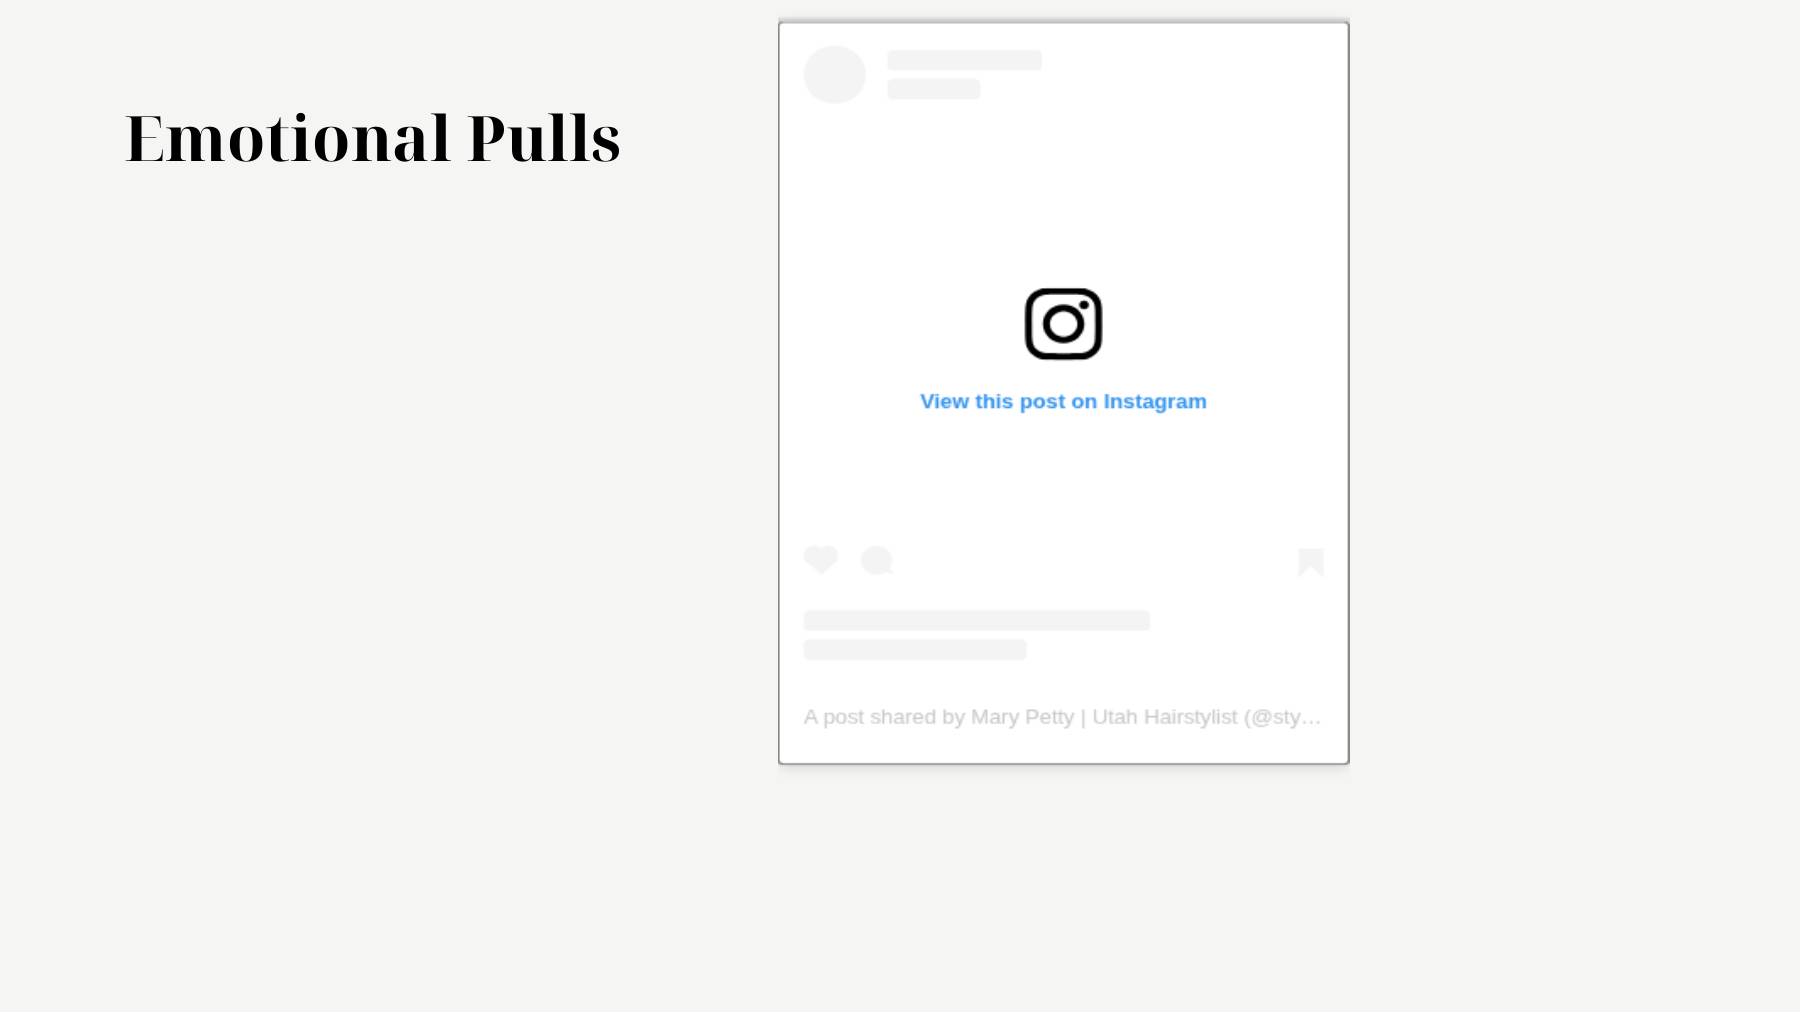 Emotional Pulls
View this post on Instagram
A post shared by Mary Petty | Utah Hairstylist (@sty…